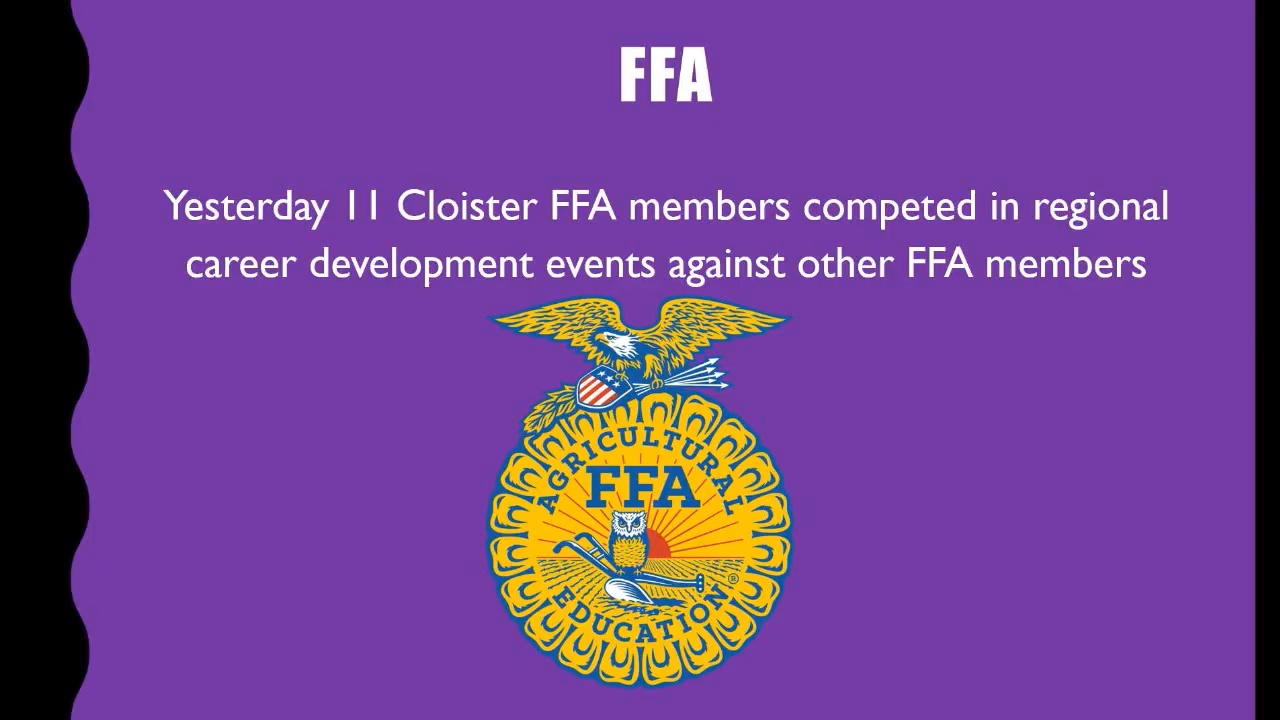 FFA
Yesterday 11 Cloister FFA members competed in regional
career development events against other FFA members
AGRICULTURAL
FFA
EDUCATION
®